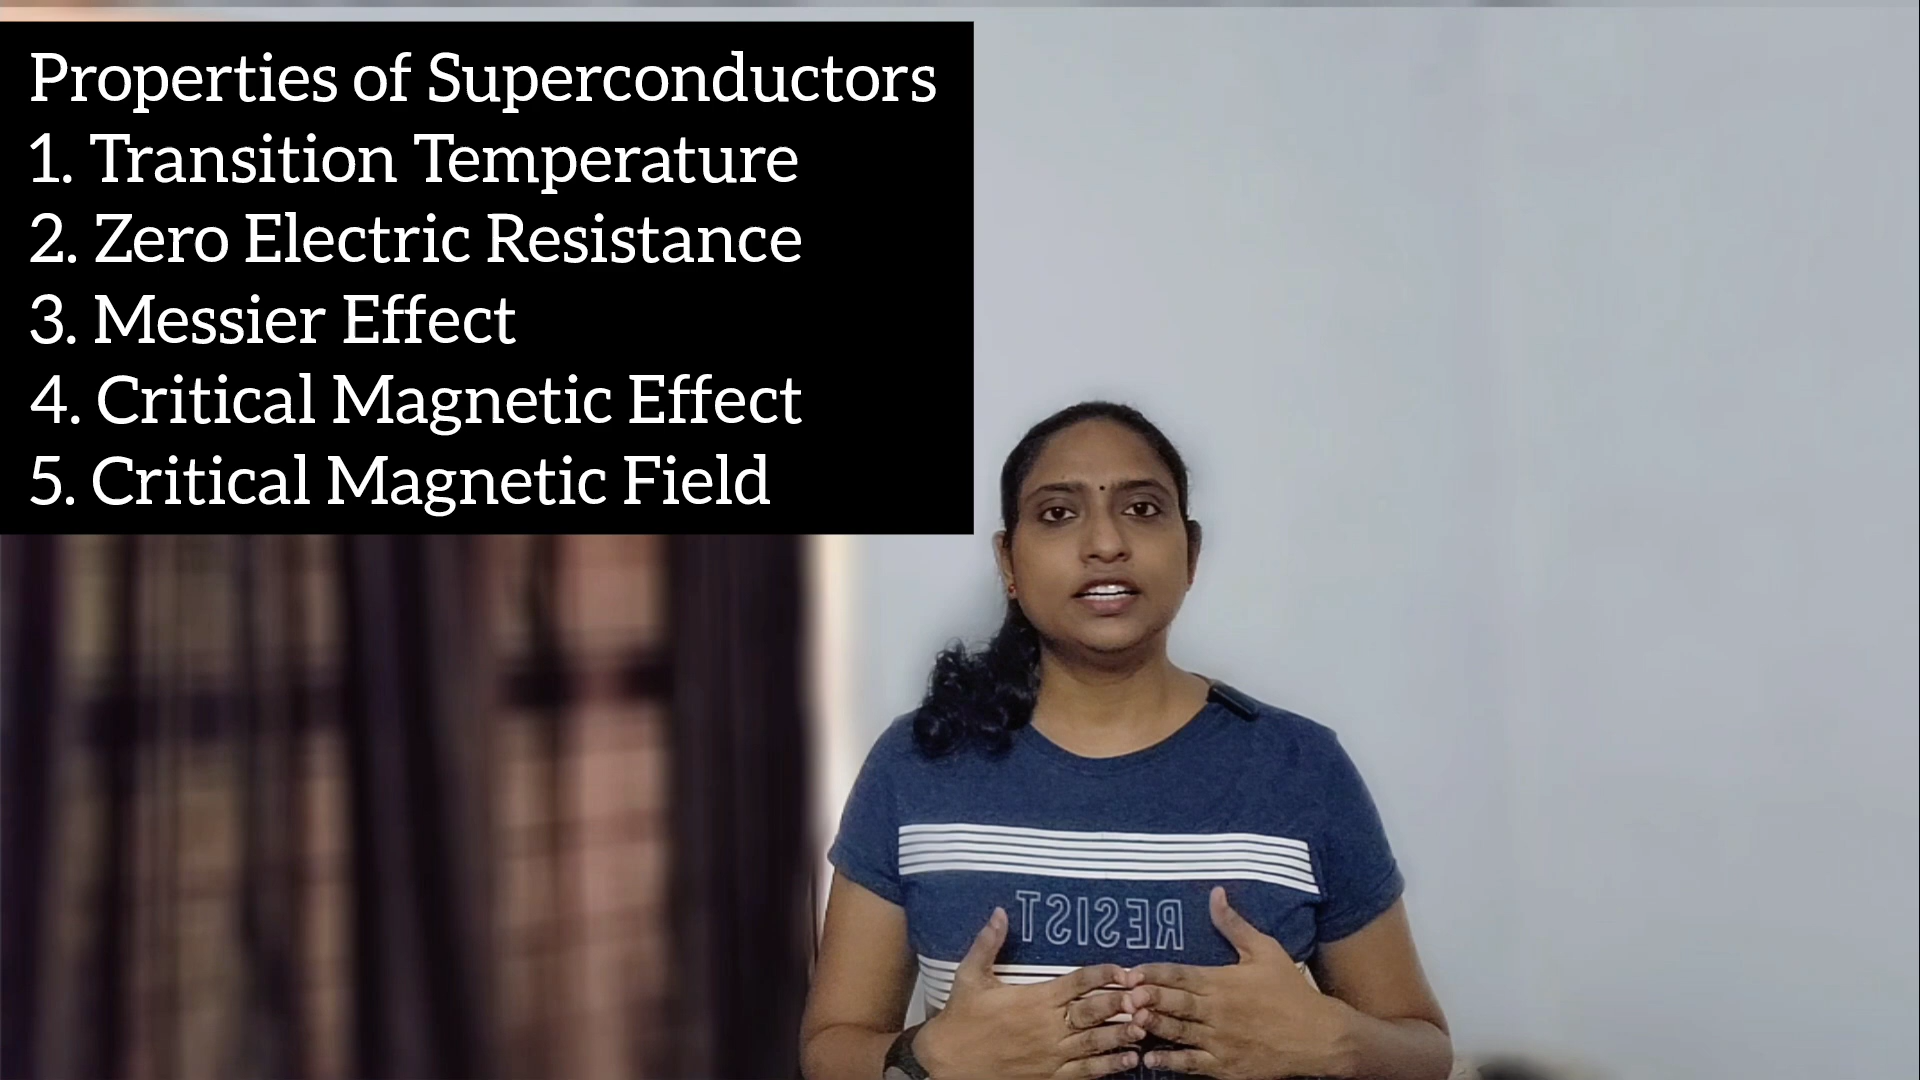 Properties of Superconductors
1. Transition Temperature
2. Zero Electric Resistance
3. Messier Effect
4. Critical Magnetic Effect
5. Critical Magnetic Field
RESIST